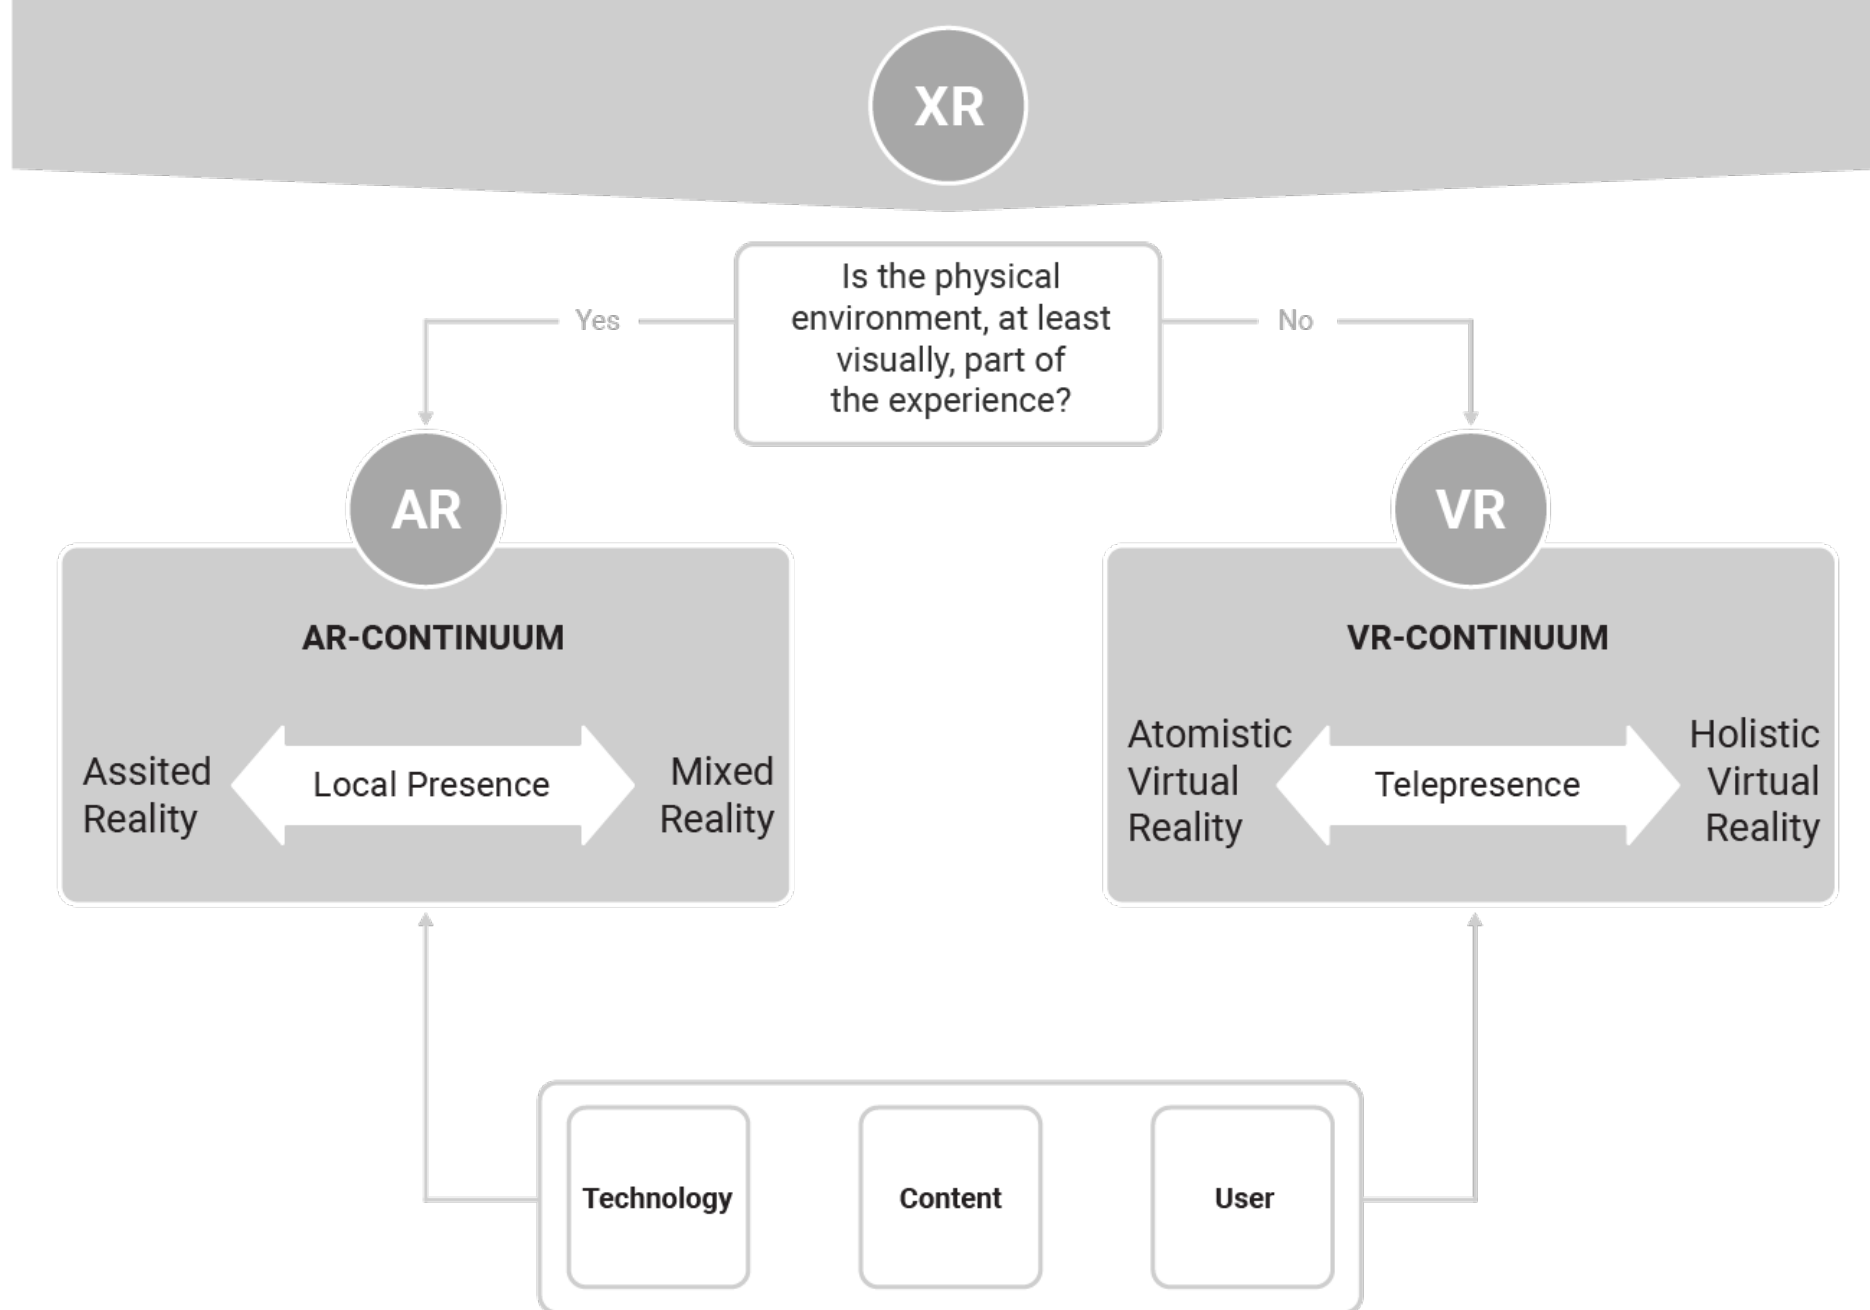 XR
Is the physical
environment, at least
visually, part of
the experience?
Yes
No
AR
VR
AR-CONTINUUM
Assited
Reality
Local Presence
Mixed
Reality
VR-CONTINUUM
Atomistic
Virtual
Reality
Telepresence
Holistic
Virtual
Reality
Technology
Content
User